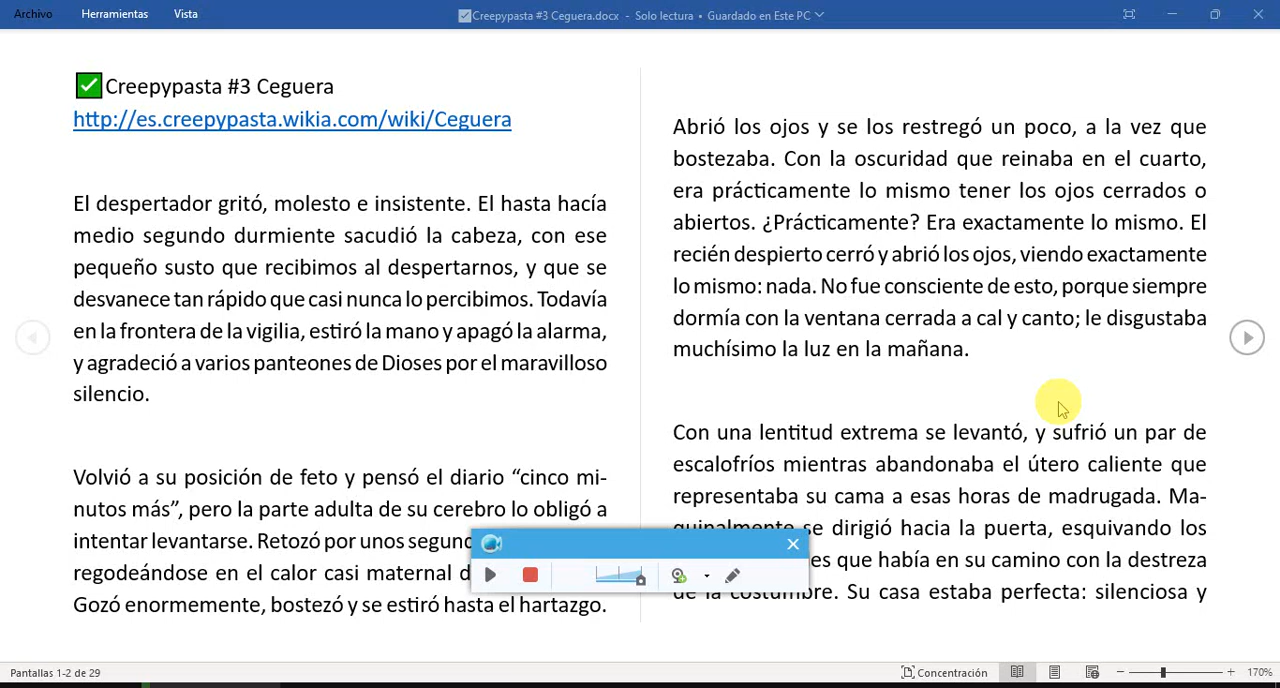 Archivo Herramientas Vista
Creepypasta #3 Ceguera.docx - Solo lectura • Guardado en Este PC
Creepypasta #3 Ceguera
http://es.creepypasta.wikia.com/wiki/Ceguera
El despertador gritó, molesto e insistente. El hasta hacía
medio segundo durmiente sacudió la cabeza, con ese
pequeño susto que recibimos al despertarnos, y que se
desvanece tan rápido que casi nunca lo percibimos. Todavía
en la frontera de la vigilia, estiró la mano y apagó la alarma,
y agradeció a varios panteones de Dioses por el maravilloso
silencio.
Volvió a su posición de feto y pensó el diario “cinco mi-
nutos más”, pero la parte adulta de su cerebro lo obligó a
intentar levantarse. Retozó por unos segun
regodeándose en el calor casi maternal d
Gozó enormemente, bostezó y se estiró hasta el hartazgo.
Abrió los ojos y se los restregó un poco, a la vez que
bostezaba. Con la oscuridad que reinaba en el cuarto,
era prácticamente lo mismo tener los ojos cerrados o
abiertos. ¿Prácticamente? Era exactamente lo mismo. El
recién despierto cerró y abrió los ojos, viendo exactamente
lo mismo: nada. No fue consciente de esto, porque siempre
dormía con la ventana cerrada a cal y canto; le disgustaba
muchísimo la luz en la mañana.
Con una lentitud extrema se levantó, y sufrió un par de
escalofríos mientras abandonaba el útero caliente que
representaba su cama a esas horas de madrugada. Ma-
quinalmente se dirigió hacia la puerta, esquivando los
es que había en su camino con la destreza
de la costumbre. Su casa estaba perfecta: silenciosa y
Pantallas 1-2 de 29
Concentración
170%